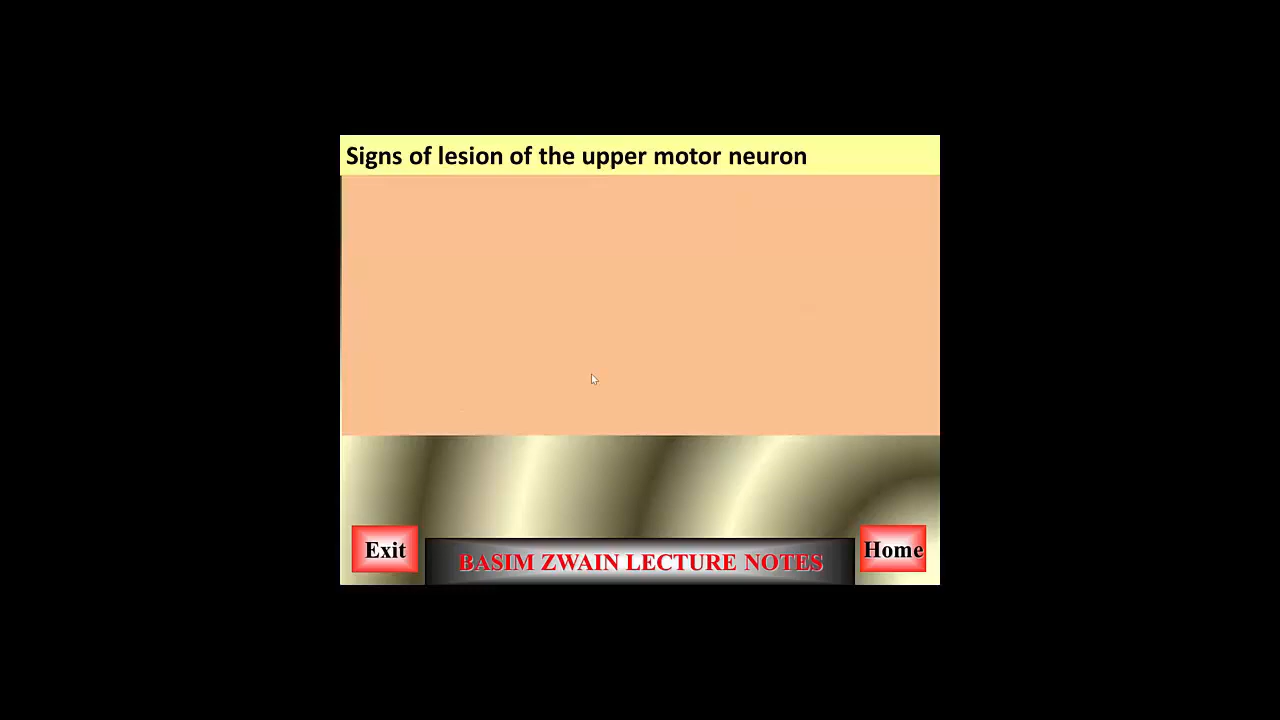 Signs of lesion of the upper motor neuron
Exit
BASIM ZWAIN LECTURE NOTES
Home